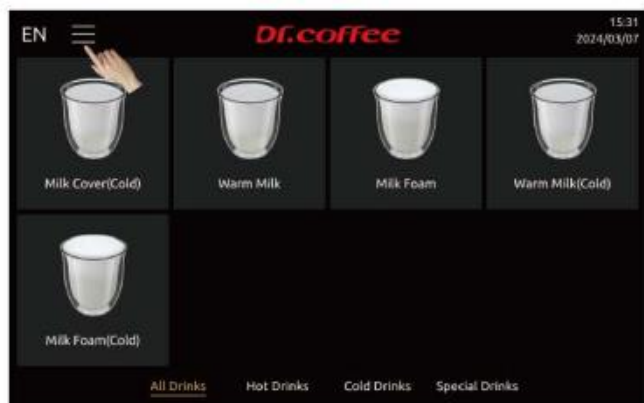 EN
Dr.coffee
15:31
2024/03/07
Milk Cover(Cold)
Warm Milk
Milk Foam
Warm Milk(Cold)
Milk Foam(Cold)
All Drinks
Hot Drinks
Cold Drinks
Special Drinks